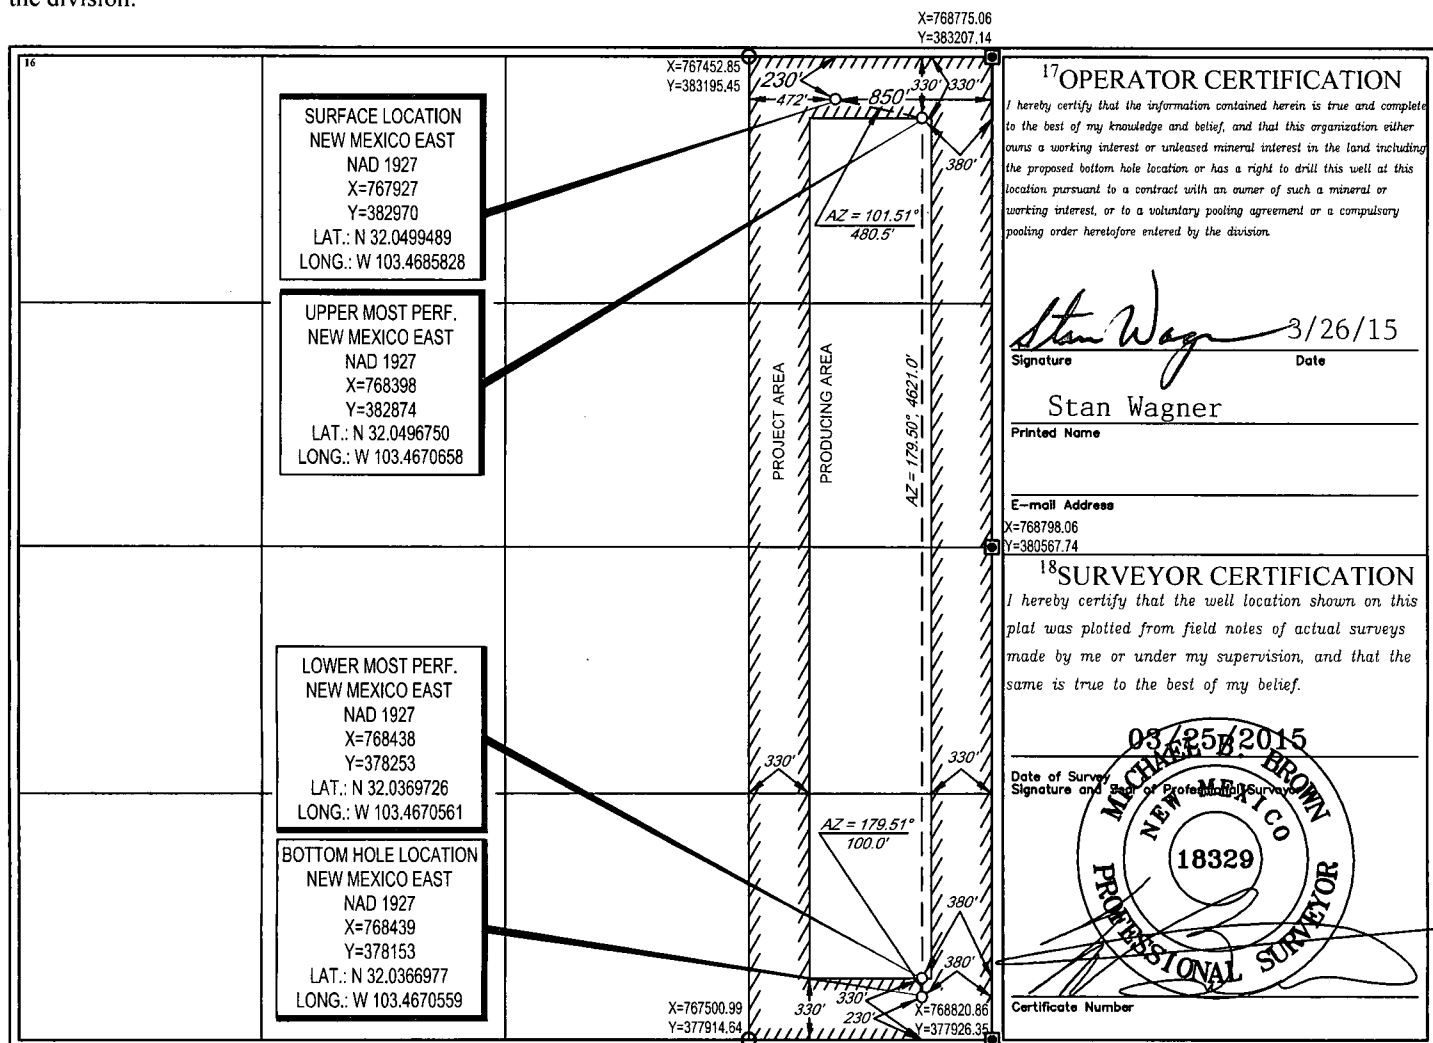 the division.
X=768775.06
Y=383207.14
16
X=767452.85
Y=383195.45
230'
472'
850'
330'
330'
380'
SURFACE LOCATION
NEW MEXICO EAST
NAD 1927
X=767927
Y=382970
LAT.: N 32.0499489
LONG.: W 103.4685828
AZ = 101.51°
480.5'
UPPER MOST PERF.
NEW MEXICO EAST
NAD 1927
X=768398
Y=382874
LAT.: N 32.0496750
LONG.: W 103.4670658
PROJECT AREA
PRODUCING AREA
AZ = 179.50° 4621.0'
LOWER MOST PERF.
NEW MEXICO EAST
NAD 1927
X=768438
Y=378253
LAT.: N 32.0369726
LONG.: W 103.4670561
330'
330'
AZ = 179.51°
100.0'
BOTTOM HOLE LOCATION
NEW MEXICO EAST
NAD 1927
X=768439
Y=378153
LAT.: N 32.0366977
LONG.: W 103.4670559
380'
380'
330'
330'
230'
X=767500.99
Y=377914.64
X=768820.86
Y=377926.35
17OPERATOR CERTIFICATION
I hereby certify that the information contained herein is true and complete
to the best of my knowledge and belief, and that this organization either
owns a working interest or unleased mineral interest in the land including
the proposed bottom hole location or has a right to drill this well at this
location pursuant to a contract with an owner of such a mineral or
working interest, or to a voluntary pooling agreement or a compulsory
pooling order heretofore entered by the division.
Stan Wagner 3/26/15
Signature Date
Stan Wagner
Printed Name
E-mail Address
X=768798.06
Y=380567.74
18SURVEYOR CERTIFICATION
I hereby certify that the well location shown on this
plat was plotted from field notes of actual surveys
made by me or under my supervision, and that the
same is true to the best of my belief.
03/25/2015
Date of Survey
Signature and Seal of Professional Surveyor
MICHAEL B. BROWN
NEW MEXICO
18329
PROFESSIONAL SURVEYOR
Certificate Number